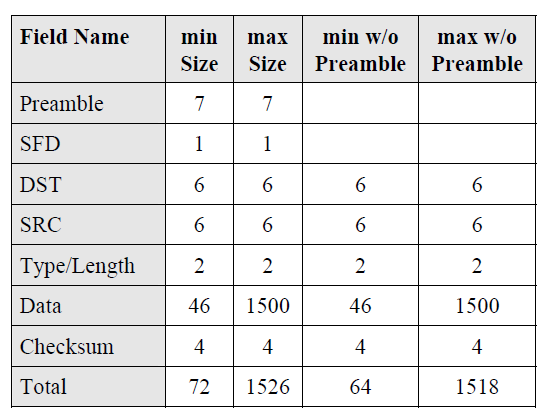 Field Name min Size max Size min w/o Preamble max w/o Preamble
Preamble 7 7
SFD 1 1
DST 6 6 6 6
SRC 6 6 6 6
Type/Length 2 2 2 2
Data 46 1500 46 1500
Checksum 4 4 4 4
Total 72 1526 64 1518